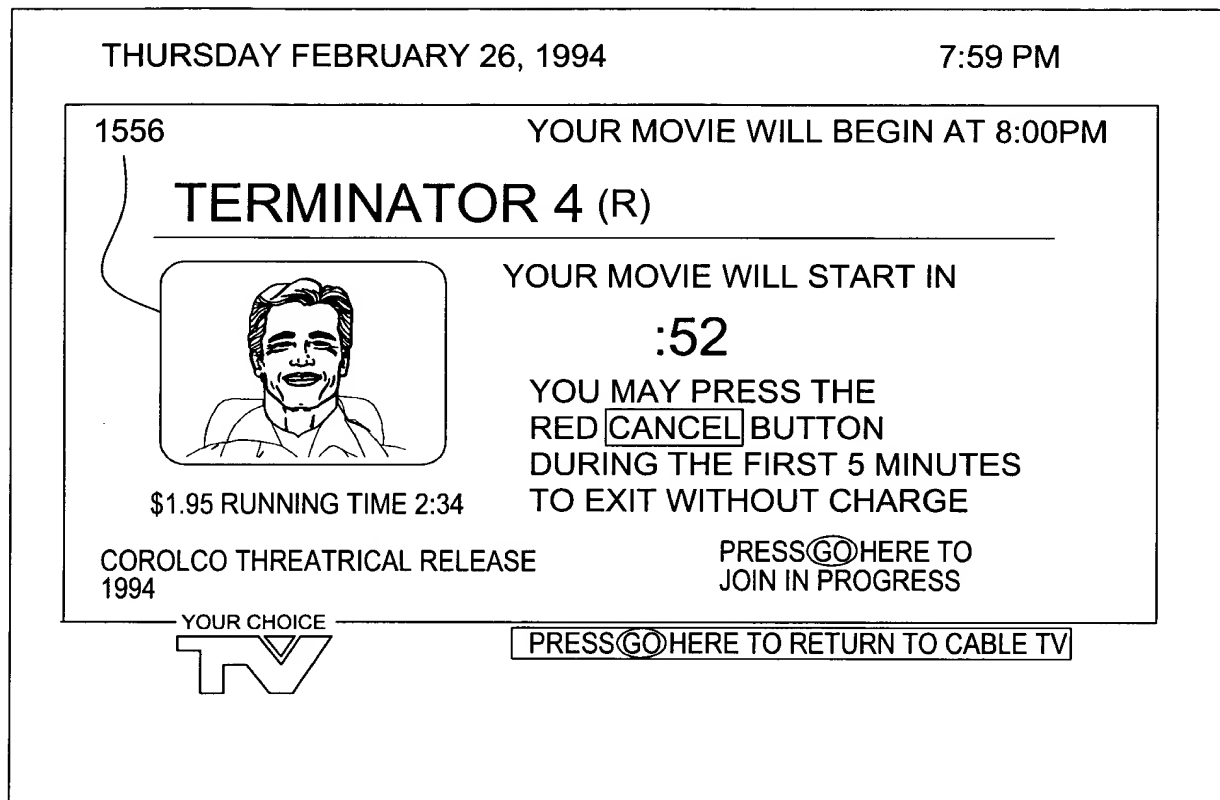 THURSDAY FEBRUARY 26, 1994 7:59 PM
1556 YOUR MOVIE WILL BEGIN AT 8:00PM
TERMINATOR 4 (R)
YOUR MOVIE WILL START IN
:52
YOU MAY PRESS THE
RED CANCEL BUTTON
DURING THE FIRST 5 MINUTES
TO EXIT WITHOUT CHARGE
$1.95 RUNNING TIME 2:34
COROLCO THREATRICAL RELEASE
1994
PRESS GO HERE TO
JOIN IN PROGRESS
YOUR CHOICE
TV
PRESS GO HERE TO RETURN TO CABLE TV